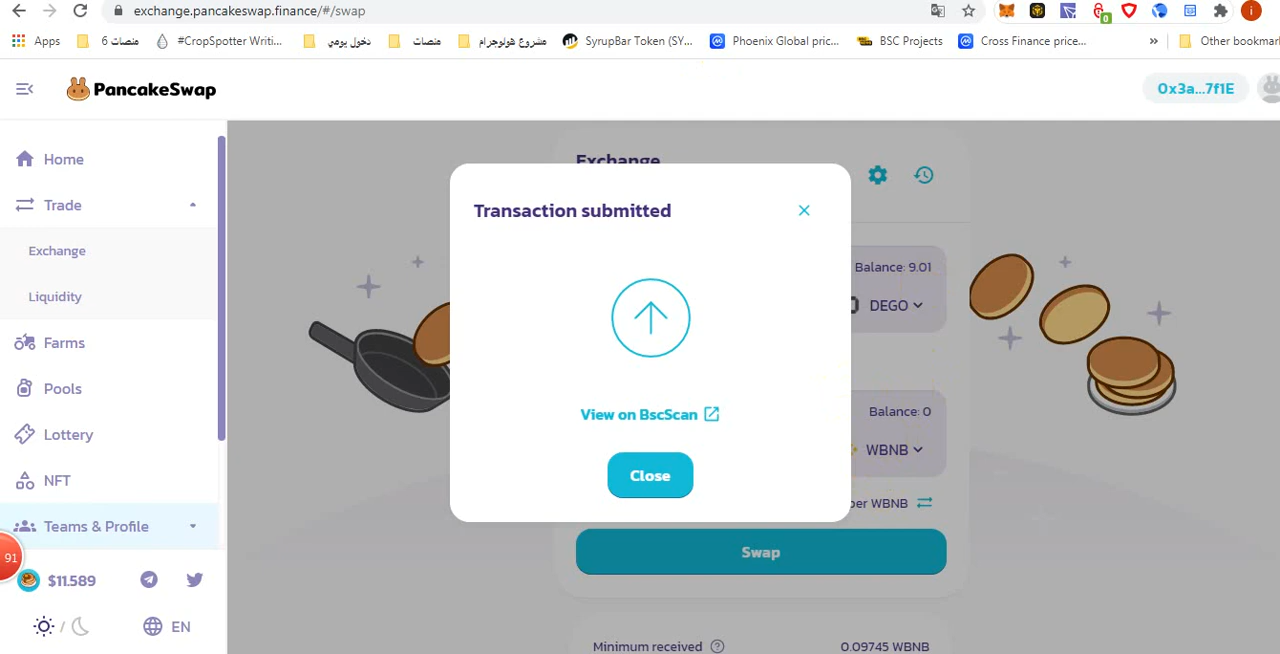 exchange.pancakeswap.finance/#/swap
0
i
Apps
منصات 6
#CropSpotter Writi...
دخول يومي
منصات
مشروع هولوجرام
SyrupBar Token (SY...
Phoenix Global pric...
BSC Projects
Cross Finance price...
»
Other bookmar
PancakeSwap
0x3a...7f1E
Home
Trade
Exchange
Liquidity
Farms
Pools
Lottery
NFT
Teams & Profile
91
$11.589
/
EN
Exchange
Transaction submitted
View on BscScan
Close
Balance: 9.01
DEGO
Balance: 0
WBNB
per WBNB
Swap
Minimum received ?
0.09745 WBNB